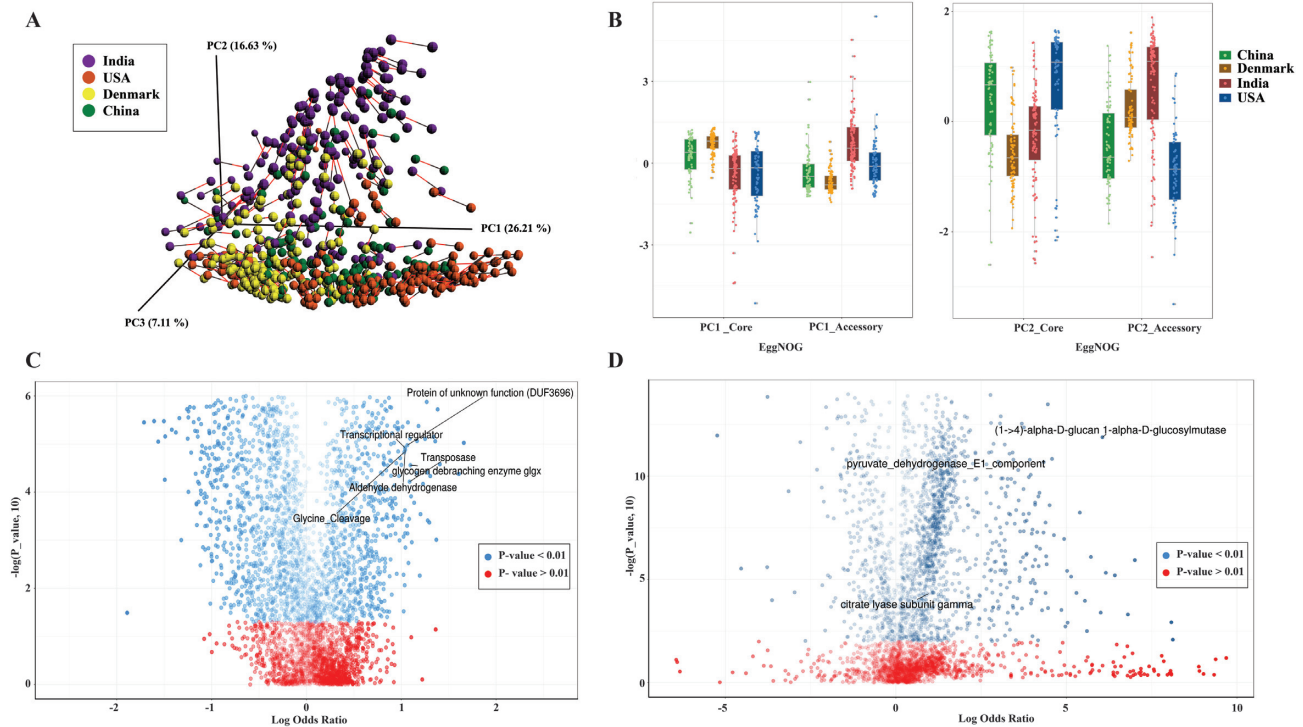 A
India
USA
Denmark
China
PC2 (16.63 %)
PC1 (26.21 %)
PC3 (7.11 %)
B
3
0
-3
PC1_Core
PC1_Accessory
EggNOG
2
0
-2
PC2_Core
PC2_Accessory
EggNOG
China
Denmark
India
USA
C
-log(P_value, 10)
6
4
2
0
Protein of unknown function (DUF3696)
Transcriptional regulator
Transposase
glycogen debranching enzyme glgx
Aldehyde dehydrogenase
Glycine_Cleavage
P-value < 0.01
P- value > 0.01
-2
-1
0
1
2
Log Odds Ratio
D
-log(P_value, 10)
10
5
0
(1->4)-alpha-D-glucan 1-alpha-D-glucosylmutase
pyruvate_dehydrogenase_E1_component
citrate lyase subunit gamma
P-value < 0.01
P-value > 0.01
-5
0
5
10
Log Odds Ratio